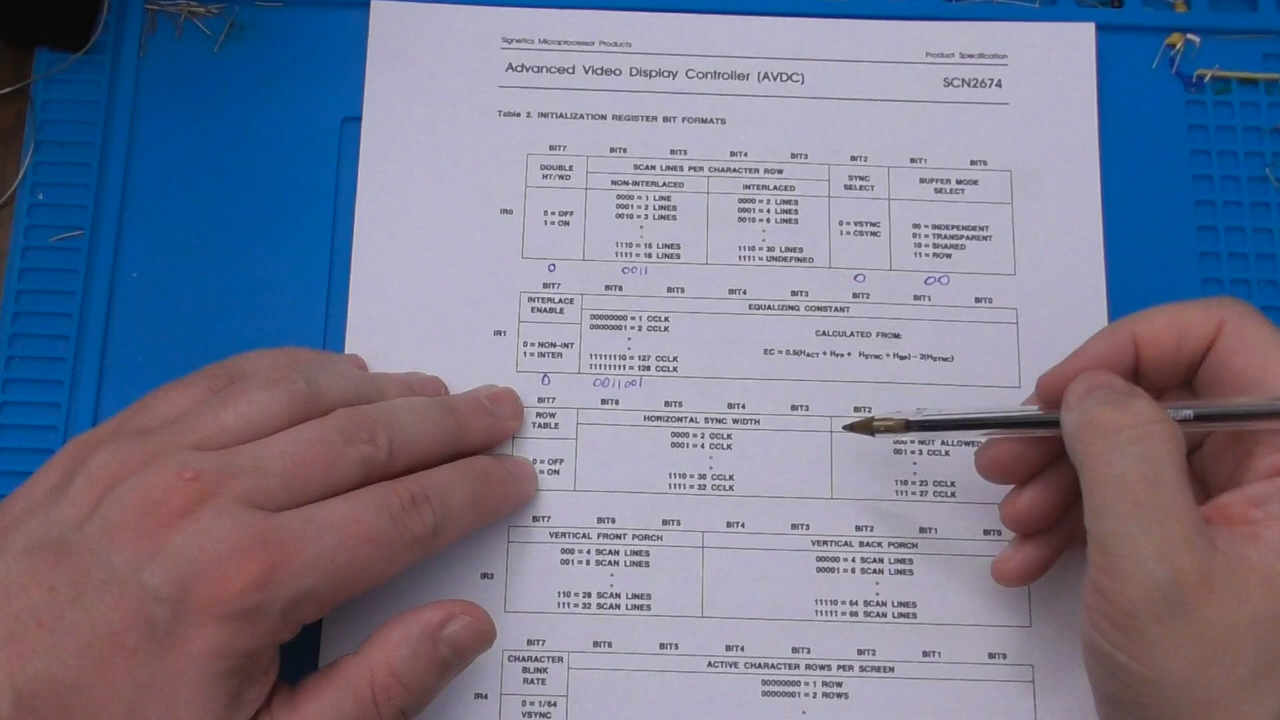 Signetics Microprocessor Products
Product Specification
Advanced Video Display Controller (AVDC)
SCN2674
Table 2. INITIALIZATION REGISTER BIT FORMATS
BIT7 BIT6 BIT5 BIT4 BIT3 BIT2 BIT1 BIT0
DOUBLE HT/WD
SCAN LINES PER CHARACTER ROW
SYNC SELECT
BUFFER MODE SELECT
NON-INTERLACED
INTERLACED
IR0
0 = OFF
1 = ON
0000 = 1 LINE
0001 = 2 LINES
0010 = 3 LINES
1110 = 15 LINES
1111 = 16 LINES
0000 = 2 LINES
0001 = 4 LINES
0010 = 6 LINES
1110 = 30 LINES
1111 = UNDEFINED
0 = VSYNC
1 = CSYNC
00 = INDEPENDENT
01 = TRANSPARENT
10 = SHARED
11 = ROW
0 0011 0 00
BIT7 BIT6 BIT5 BIT4 BIT3 BIT2 BIT1 BIT0
INTERLACE ENABLE
EQUALIZING CONSTANT
IR1
0 = NON-INT
1 = INTER
00000000 = 1 CCLK
00000001 = 2 CCLK
11111110 = 127 CCLK
11111111 = 128 CCLK
CALCULATED FROM:
EC = 0.5(HACT + HFP + HSYNC + HBP) – 2(HSYNC)
0 0011001
BIT7 BIT6 BIT5 BIT4 BIT3 BIT2
ROW TABLE
HORIZONTAL SYNC WIDTH
0 = OFF
= ON
0000 = 2 CCLK
0001 = 4 CCLK
1110 = 30 CCLK
1111 = 32 CCLK
000 = NOT ALLOWED
001 = 3 CCLK
110 = 23 CCLK
111 = 27 CCLK
BIT7 BIT6 BIT5 BIT4 BIT3 BIT2 BIT1 BIT0
VERTICAL FRONT PORCH
VERTICAL BACK PORCH
IR3
000 = 4 SCAN LINES
001 = 8 SCAN LINES
110 = 28 SCAN LINES
111 = 32 SCAN LINES
00000 = 4 SCAN LINES
00001 = 6 SCAN LINES
11110 = 64 SCAN LINES
11111 = 66 SCAN LINES
BIT7 BIT6 BIT5 BIT4 BIT3 BIT2 BIT1 BIT0
CHARACTER BLINK RATE
ACTIVE CHARACTER ROWS PER SCREEN
IR4
0 = 1/64 VSYNC
00000000 = 1 ROW
00000001 = 2 ROWS